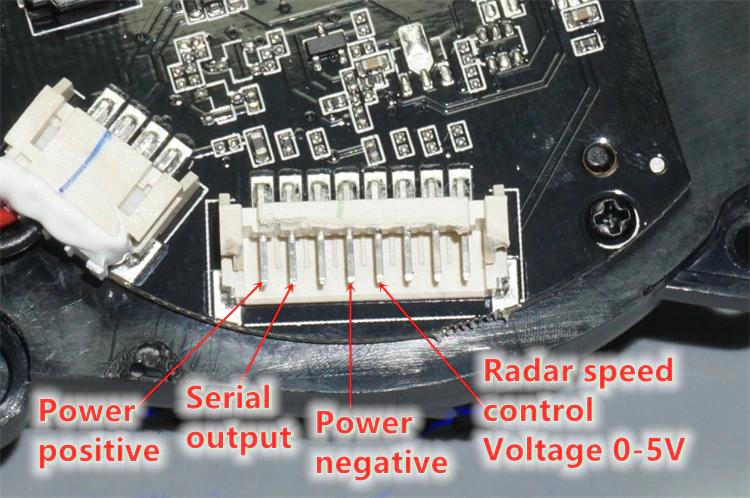 Power
positive
Serial
output
Power
negative
Radar speed
control
Voltage 0-5V